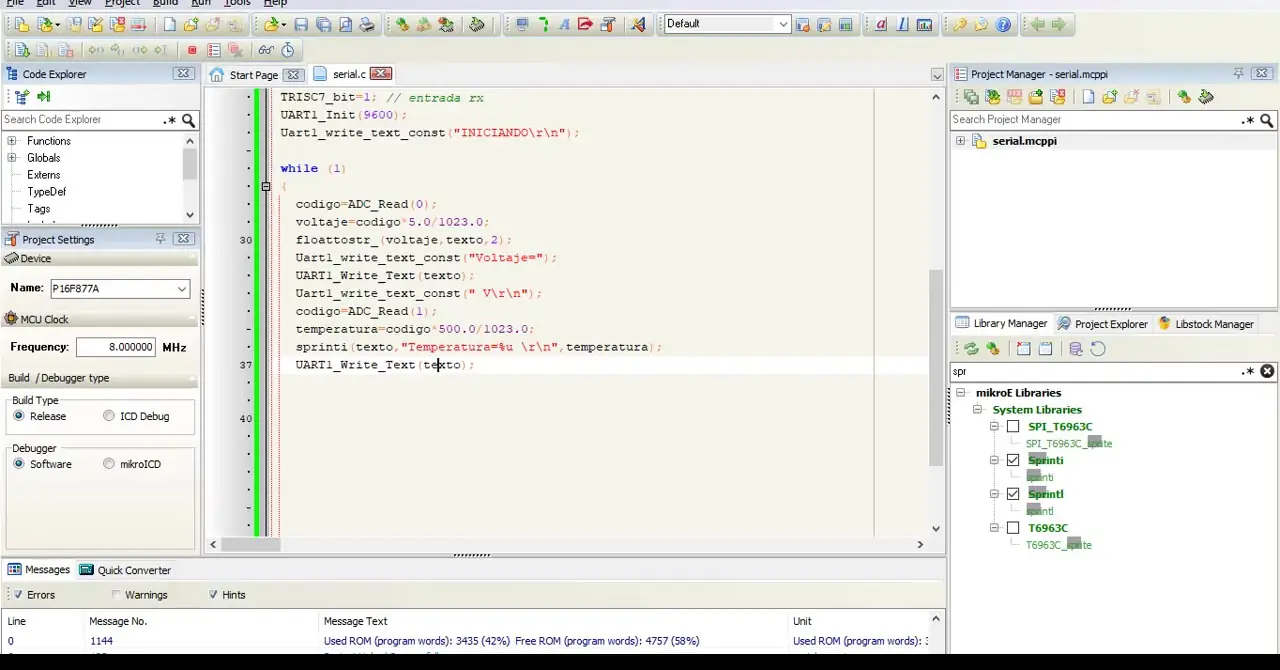 File Edit View Project Build Run Tools Help
Default
Code Explorer
Start Page
serial.c
Project Manager - serial.mcppi
Search Code Explorer
Functions
Globals
Externs
TypeDef
Tags
TRISC7_bit=1; // entrada rx
UART1_Init(9600);
Uart1_write_text_const("INICIANDO\r\n");
while (1)
{
codigo=ADC_Read(0);
voltaje=codigo*5.0/1023.0;
30 floattostr_(voltaje,texto,2);
Uart1_write_text_const("Voltaje=");
UART1_Write_Text(texto);
Uart1_write_text_const(" V\r\n");
codigo=ADC_Read(1);
temperatura=codigo*500.0/1023.0;
sprinti(texto,"Temperatura=%u \r\n",temperatura);
37 UART1_Write_Text(texto);
40
Project Settings
Device
Name: P16F877A
MCU Clock
Frequency: 8.000000 MHz
Build / Debugger type
Build Type
Release ICD Debug
Debugger
Software mikroICD
Search Project Manager
serial.mcppi
Library Manager Project Explorer Libstock Manager
spr
mikroE Libraries
System Libraries
SPI_T6963C
SPI_T6963C_sprite
Sprinti
sprinti
Sprintl
sprintl
T6963C
T6963C_sprite
Messages Quick Converter
Errors Warnings Hints
Line Message No. Message Text Unit
0 1144 Used ROM (program words): 3435 (42%) Free ROM (program words): 4757 (58%) Used ROM (program words): 3